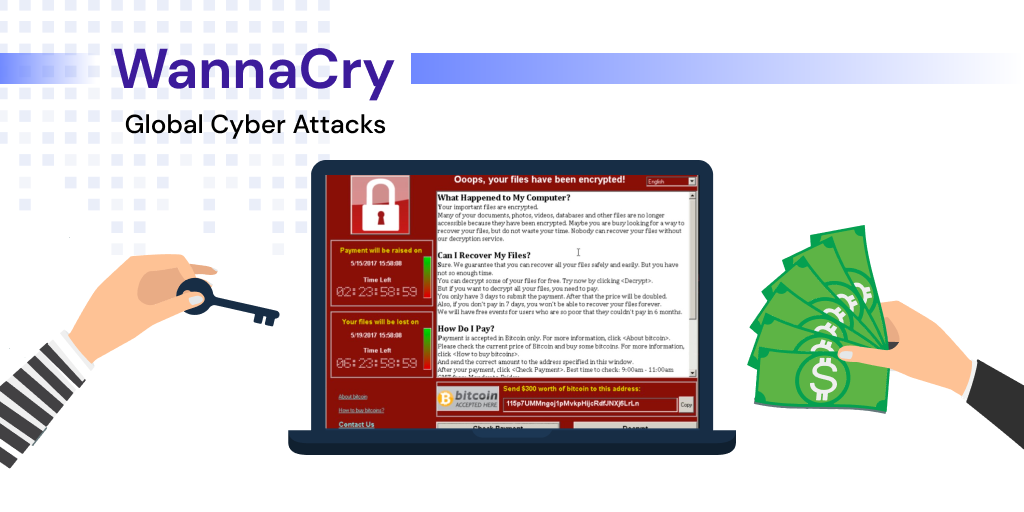 WannaCry
Global Cyber Attacks
Ooops, your files have been encrypted!
English
Payment will be raised on
5/15/2017 15:58:08
Time Left
02:23:58:59
Your files will be lost on
5/19/2017 15:58:08
Time Left
06:23:58:59
About bitcoin
How to buy bitcoins?
Contact Us
What Happened to My Computer?
Your important files are encrypted.
Many of your documents, photos, videos, databases and other files are no longer
accessible because they have been encrypted. Maybe you are busy looking for a way to
recover your files, but do not waste your time. Nobody can recover your files without
our decryption service.
Can I Recover My Files?
Sure. We guarantee that you can recover all your files safely and easily. But you have
not so enough time.
You can decrypt some of your files for free. Try now by clicking <Decrypt>.
But if you want to decrypt all your files, you need to pay.
You only have 3 days to submit the payment. After that the price will be doubled.
Also, if you don't pay in 7 days, you won't be able to recover your files forever.
We will have free events for users who are so poor that they couldn't pay in 6 months.
How Do I Pay?
Payment is accepted in Bitcoin only. For more information, click <About bitcoin>.
Please check the current price of Bitcoin and buy some bitcoins. For more information,
click <How to buy bitcoins>.
And send the correct amount to the address specified in this window.
After your payment, click <Check Payment>. Best time to check: 9:00am - 11:00am
bitcoin
ACCEPTED HERE
Send $300 worth of bitcoin to this address:
Copy
Check Payment
Decrypt